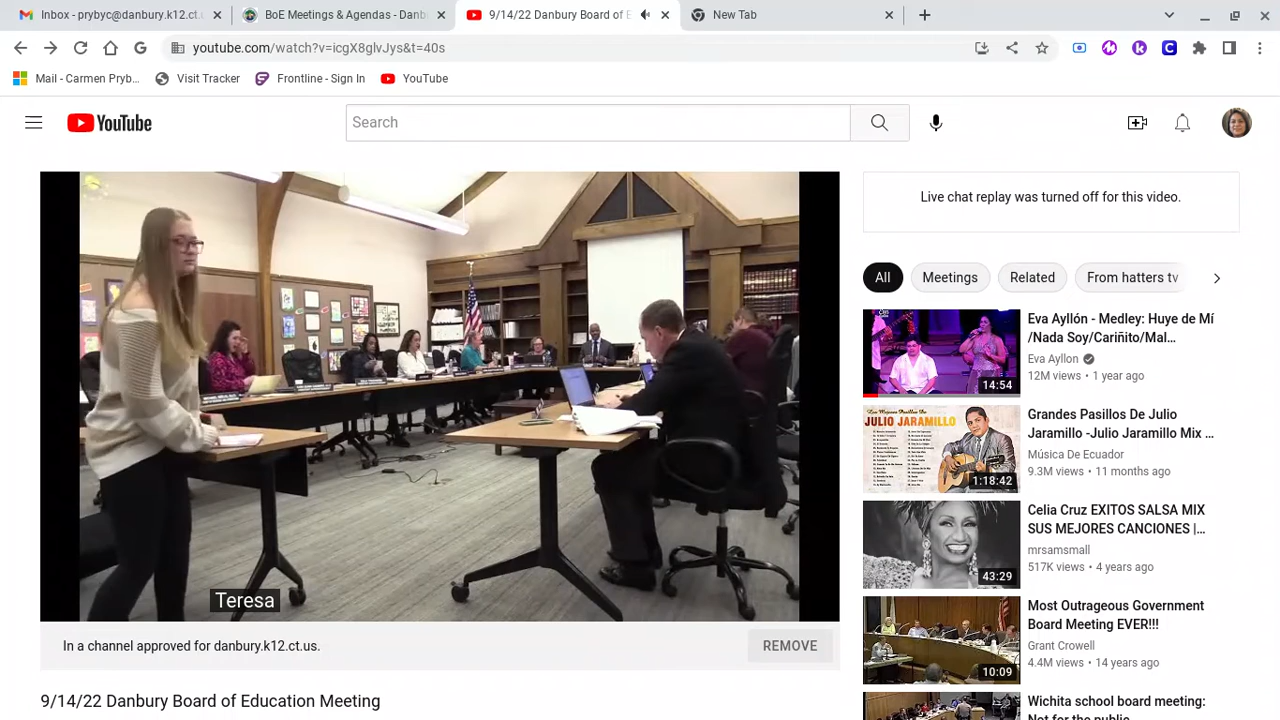 Inbox - prybyc@danbury.k12.ct.u
BoE Meetings & Agendas - Danb
9/14/22 Danbury Board of E
New Tab
youtube.com/watch?v=icgX8glvJys&t=40s
Mail - Carmen Pryb...
Visit Tracker
Frontline - Sign In
YouTube
YouTube
Search
Live chat replay was turned off for this video.
All
Meetings
Related
From hatters tv
Eva Ayllón - Medley: Huye de Mí
/Nada Soy/Cariñito/Mal...
Eva Ayllon
12M views • 1 year ago
14:54
Grandes Pasillos De Julio
Jaramillo -Julio Jaramillo Mix ...
Música De Ecuador
9.3M views • 11 months ago
JULIO JARAMILLO
1:18:42
Celia Cruz EXITOS SALSA MIX
SUS MEJORES CANCIONES |...
mrsamsmall
517K views • 4 years ago
43:29
Most Outrageous Government
Board Meeting EVER!!!
Grant Crowell
4.4M views • 14 years ago
10:09
Wichita school board meeting:
Not for the public
Teresa
In a channel approved for danbury.k12.ct.us.
REMOVE
9/14/22 Danbury Board of Education Meeting